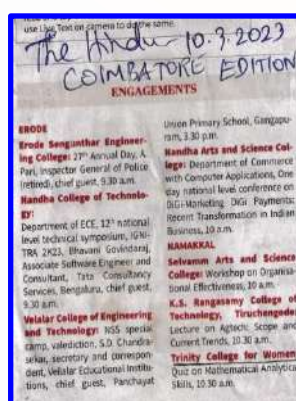 use Live Text on camera to do the same.
The Hindu - 10.3.2023
COIMBATORE EDITION
ENGAGEMENTS
ERODE
Erode Sengunthar Engineer-
ing College: 27th Annual Day, A.
Pari, Inspector General of Police
(retired), chief guest, 9.30 a.m.
Nandha College of Technolo-
gy:
Department of ECE, 12th national
level technical symposium, IGNI-
TRA 2K23, Bhavani Govindaraj,
Associate Software Engineer and
Consultant, Tata Consultancy
Services, Bengaluru, chief guest,
9.30 a.m.
Velalar College of Engineering
and Technology: NSS special
camp, valediction, S.D. Chandra-
sekar, secretary and correspon-
dent, Vellalar Educational Institu-
tions, chief guest, Panchayat
Union Primary School, Gangapu-
ram, 3.30 p.m.
Nandha Arts and Science Col-
lege: Department of Commerce
with Computer Applications, One
day national level conference on
DiGi-Marketing, DiGi Payments:
Recent Transformation in Indian
Business, 10 a.m.
NAMAKKAL
Selvamm Arts and Science
College: Workshop on Organisa-
tional Effectiveness, 10 a.m.
K.S. Rangasamy College of
Technology, Tiruchengode:
Lecture on Agtech: Scope and
Current Trends, 10.30 a.m.
Trinity College for Women:
Quiz on Mathematical Analytical
Skills, 10.30 a.m.